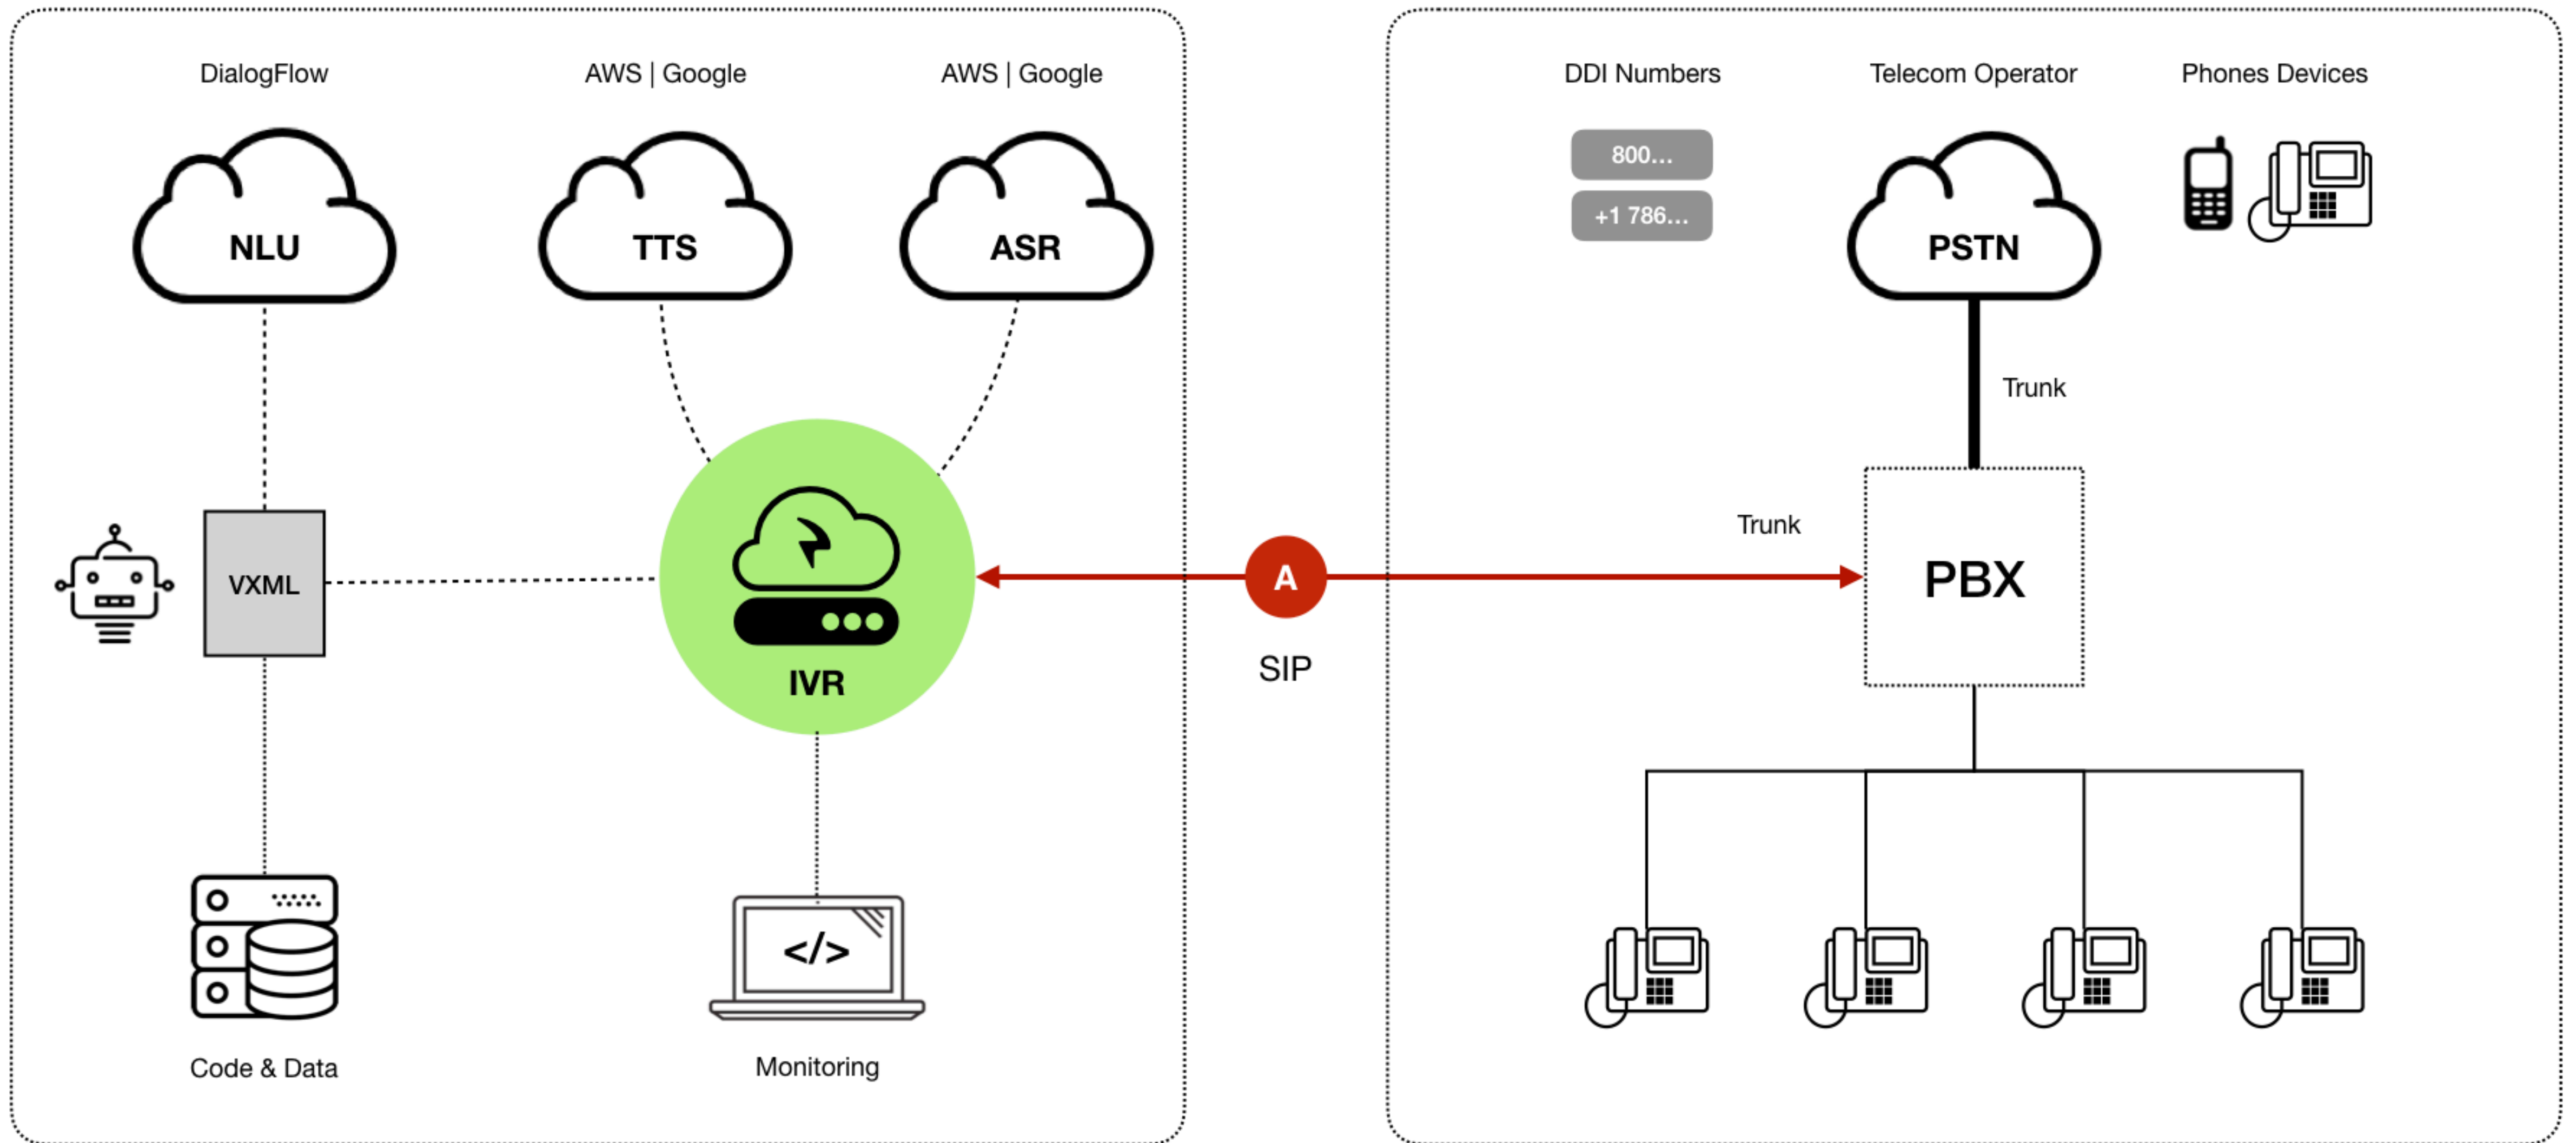 DialogFlow
AWS | Google
AWS | Google
DDI Numbers
Telecom Operator
Phones Devices
NLU
TTS
ASR
800...
+1 786...
PSTN
Trunk
Trunk
VXML
IVR
A
SIP
PBX
</>
Code & Data
Monitoring